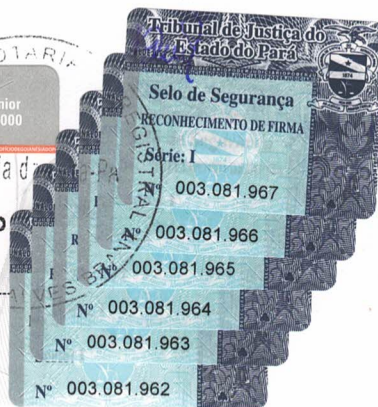 Tribunal de Justiça do
Estado do Pará
Selo de Segurança
RECONHECIMENTO DE FIRMA
Série: I
Nº 003.081.967
Nº 003.081.966
Nº 003.081.965
Nº 003.081.964
Nº 003.081.963
Nº 003.081.962
nior
000